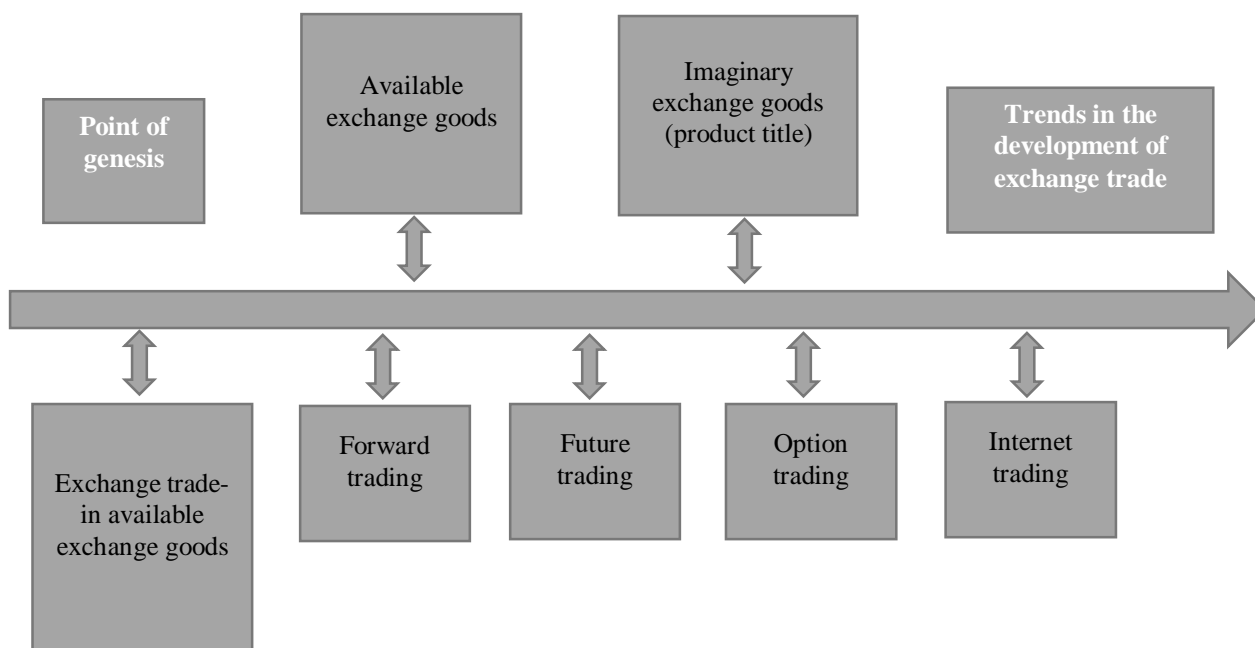 Point of
genesis
Available
exchange goods
Imaginary
exchange goods
(product title)
Trends in the
development of
exchange trade
Exchange trade-
in available
exchange goods
Forward
trading
Future
trading
Option
trading
Internet
trading